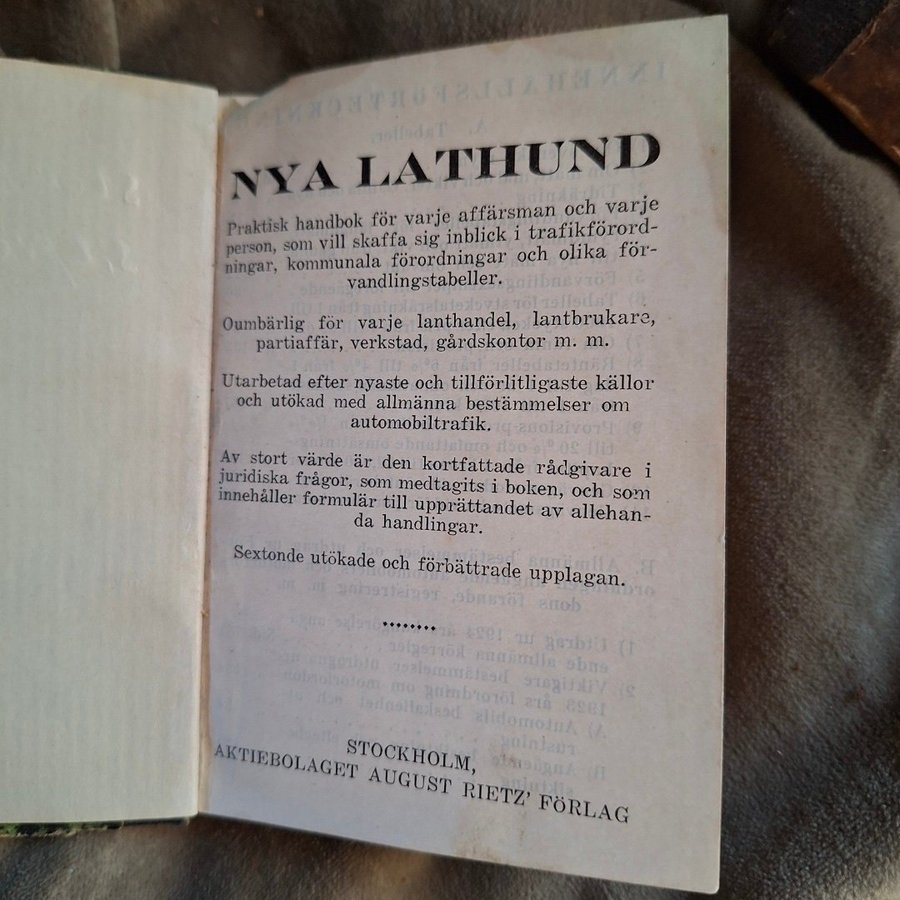 NYA LATHUND
Praktisk handbok för varje affärsman och varje
person, som vill skaffa sig inblick i trafikförord-
ningar, kommunala förordningar och olika för-
vandlingstabeller.
Oumbärlig för varje lanthandel, lantbrukare,
partiaffär, verkstad, gårdskontor m. m.
Utarbetad efter nyaste och tillförlitligaste källor
och utökad med allmänna bestämmelser om
automobiltrafik.
Av stort värde är den kortfattade rådgivare i
juridiska frågor, som medtagits i boken, och som
innehåller formulär till upprättandet av allehan-
da handlingar.
Sextonde utökade och förbättrade upplagan.
STOCKHOLM,
AKTIEBOLAGET AUGUST RIETZ' FÖRLAG